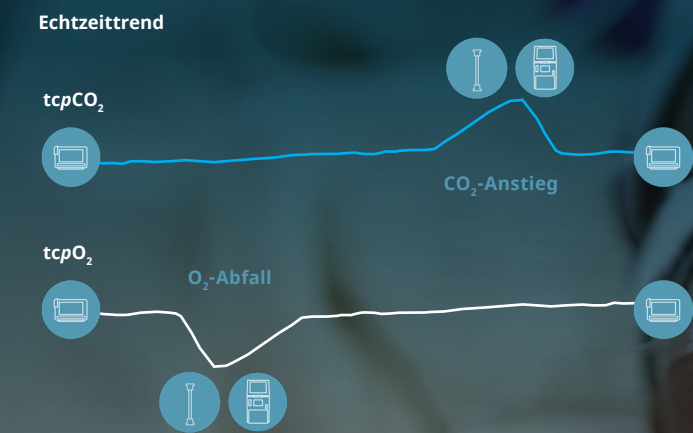 Echtzeittrend
tcpCO₂
CO₂-Anstieg
tcpO₂
O₂-Abfall